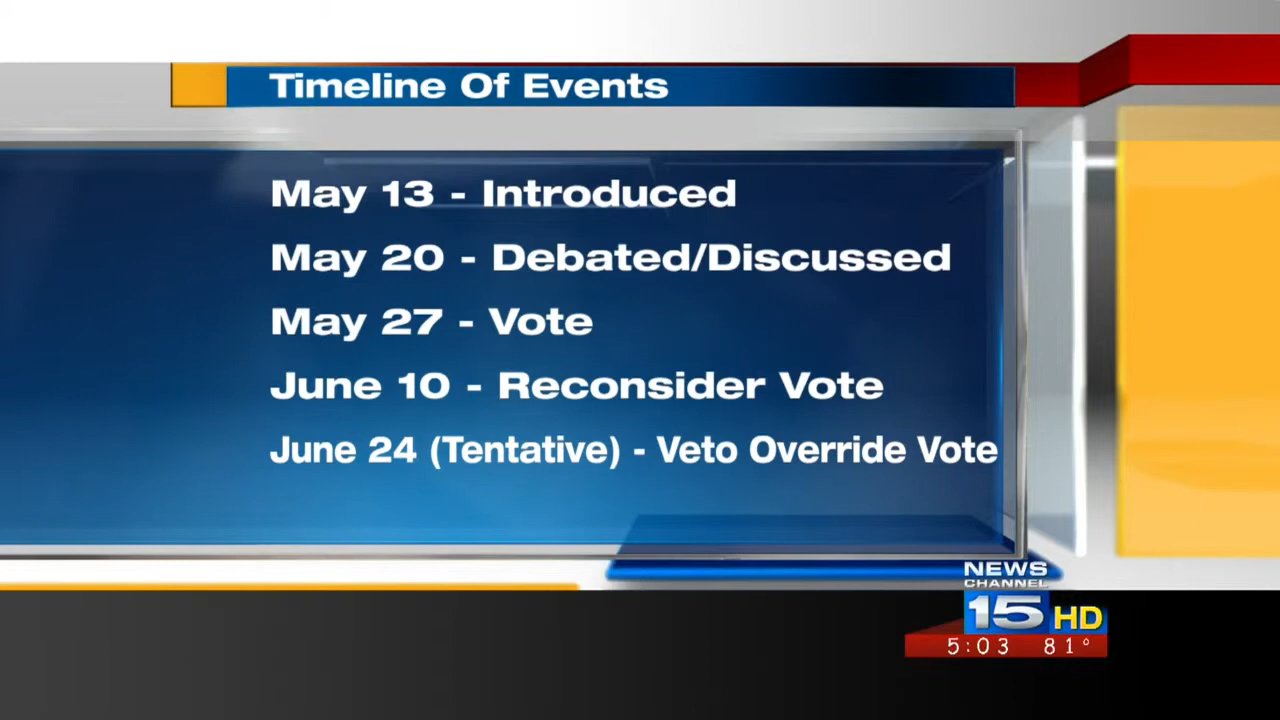 Timeline Of Events
May 13 - Introduced
May 20 - Debated/Discussed
May 27 - Vote
June 10 - Reconsider Vote
June 24 (Tentative) - Veto Override Vote
NEWS
CHANNEL
15 HD
5:03 81°